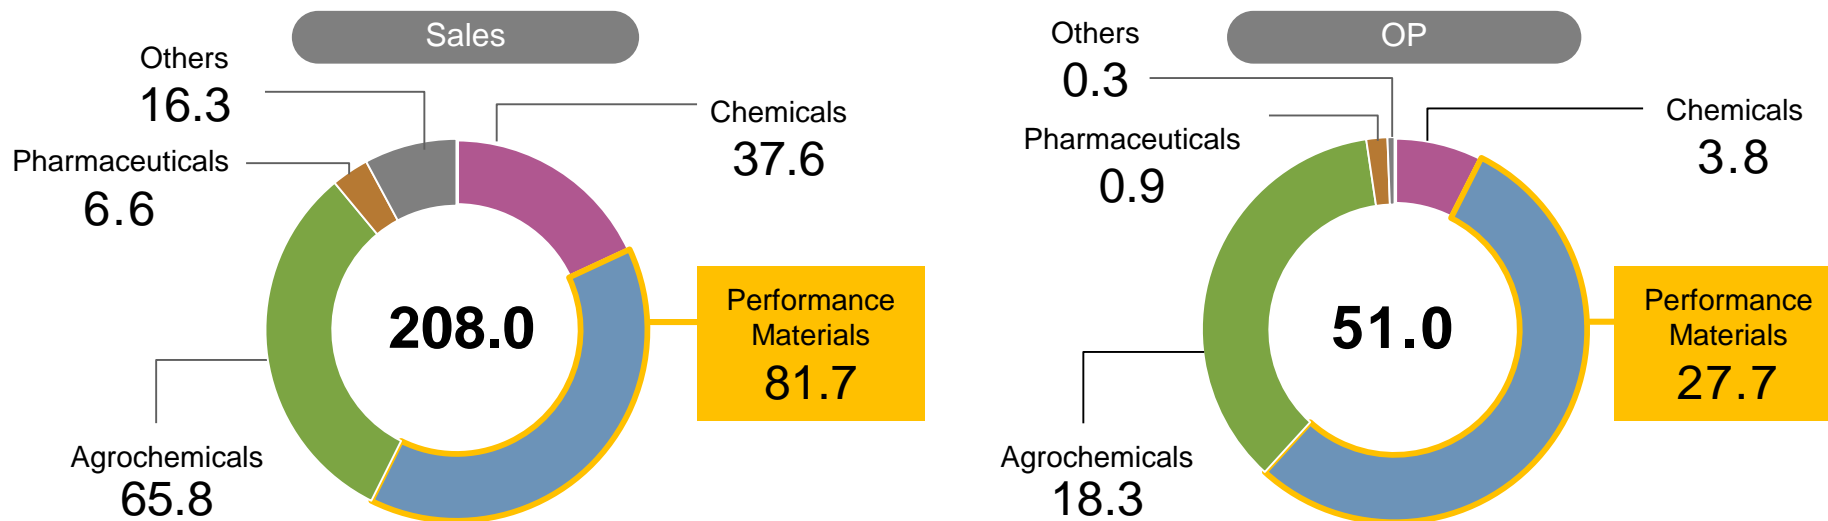 Sales
Others
16.3
Chemicals
37.6
Pharmaceuticals
6.6
208.0
Performance
Materials
81.7
Agrochemicals
65.8
OP
Others
0.3
Chemicals
3.8
Pharmaceuticals
0.9
51.0
Performance
Materials
27.7
Agrochemicals
18.3